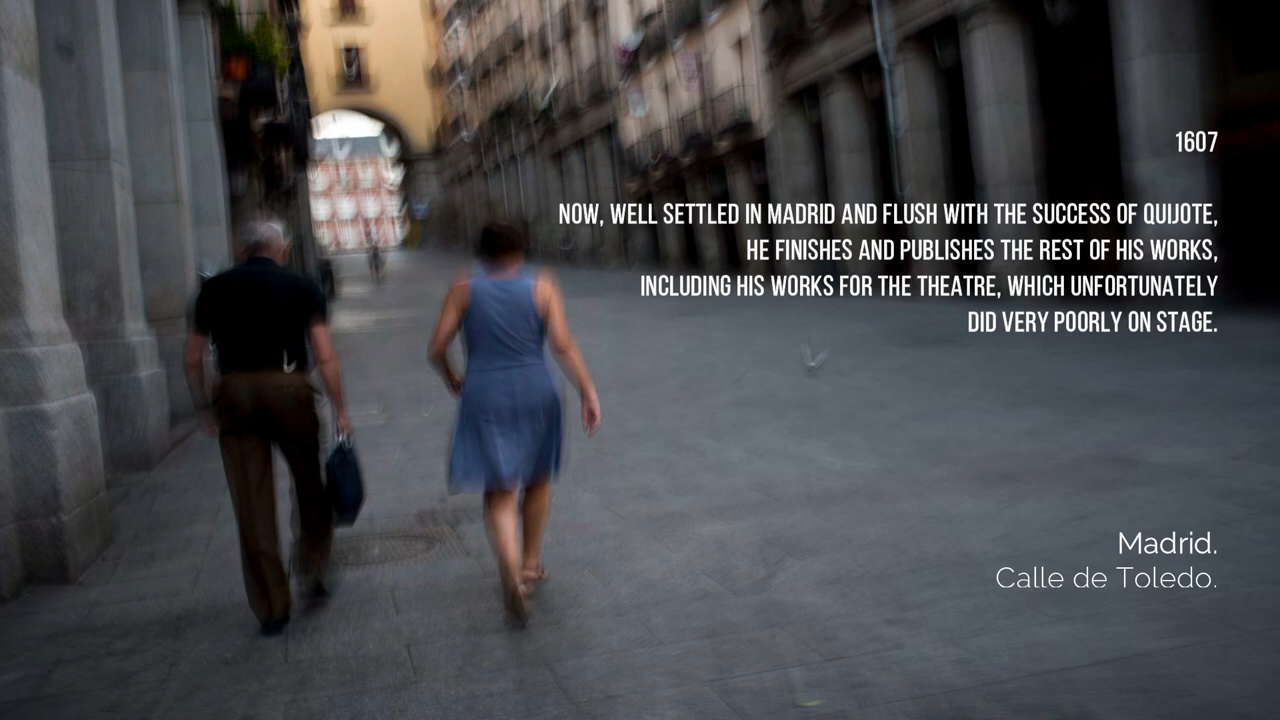 1607
NOW, WELL SETTLED IN MADRID AND FLUSH WITH THE SUCCESS OF QUIJOTE,
HE FINISHES AND PUBLISHES THE REST OF HIS WORKS,
INCLUDING HIS WORKS FOR THE THEATRE, WHICH UNFORTUNATELY
DID VERY POORLY ON STAGE.
Madrid.
Calle de Toledo.